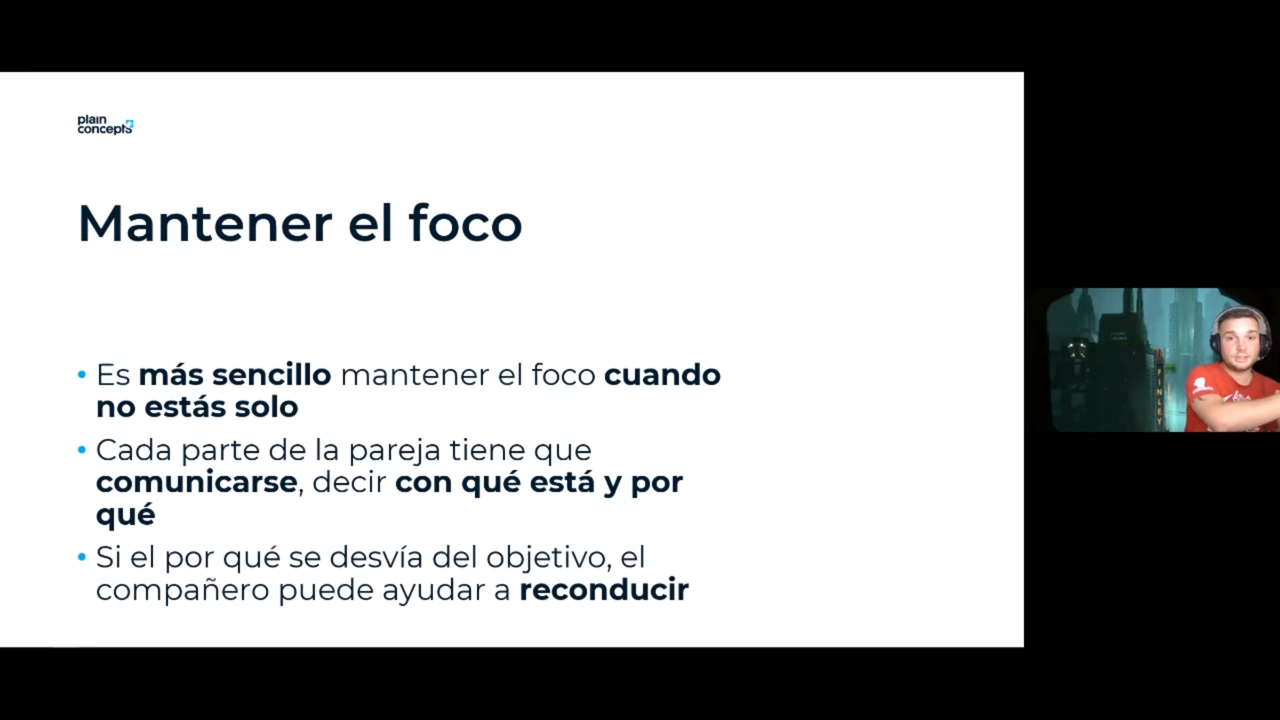 plain
concepts
Mantener el foco
• Es más sencillo mantener el foco cuando
no estás solo
• Cada parte de la pareja tiene que
comunicarse, decir con qué está y por
qué
• Si el por qué se desvía del objetivo, el
compañero puede ayudar a reconducir
FINLEY